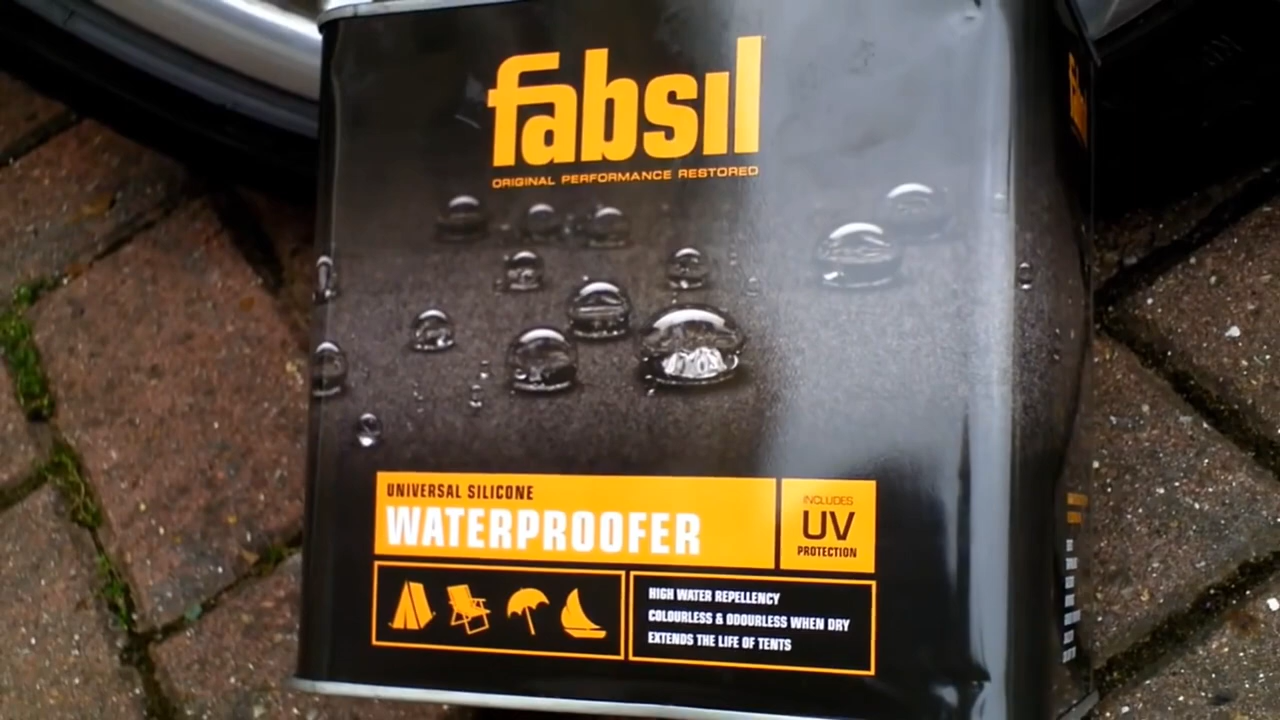 fabsil
ORIGINAL PERFORMANCE RESTORED
UNIVERSAL SILICONE
WATERPROOFER
INCLUDES
UV
PROTECTION
HIGH WATER REPELLENCY
COLOURLESS & ODOURLESS WHEN DRY
EXTENDS THE LIFE OF TENTS
fabsil